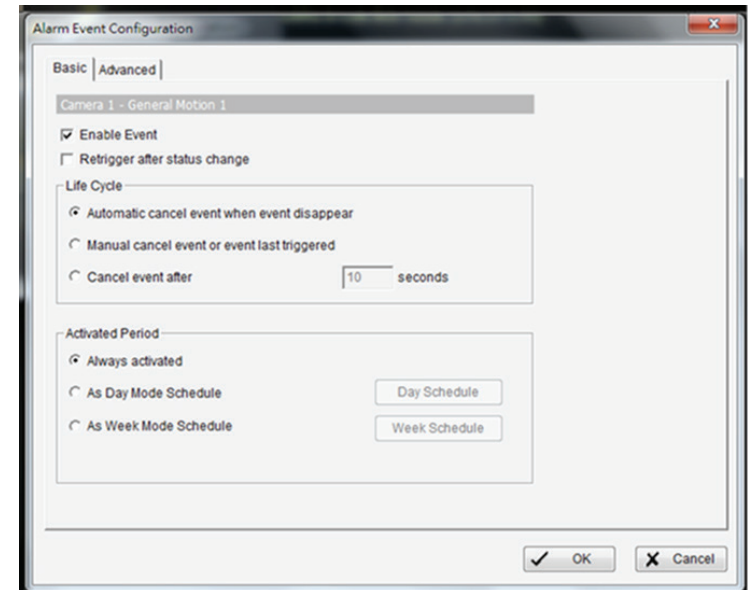 Alarm Event Configuration
Basic Advanced
Camera 1 - General Motion 1
Enable Event
Retrigger after status change
Life Cycle
Automatic cancel event when event disappear
Manual cancel event or event last triggered
Cancel event after 10 seconds
Activated Period
Always activated
As Day Mode Schedule Day Schedule
As Week Mode Schedule Week Schedule
OK Cancel